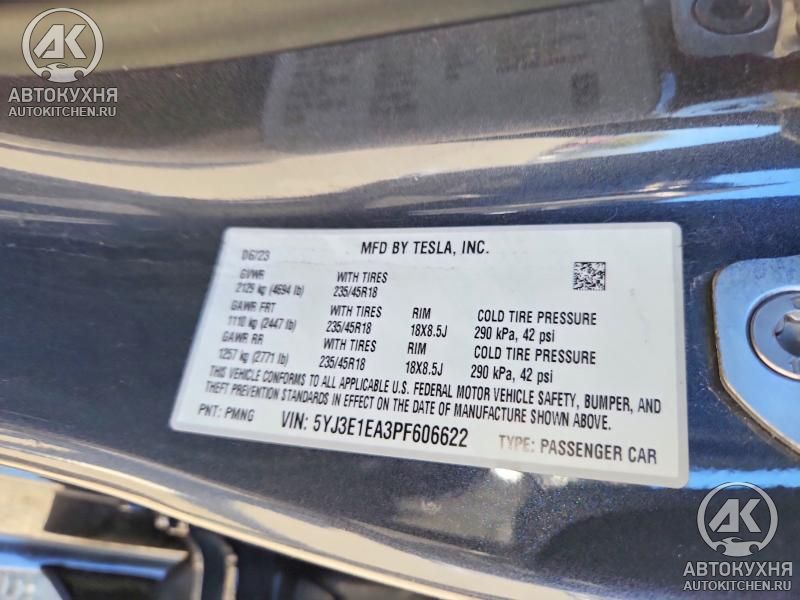 АК
АВТОКУХНЯ
AUTOKITCHEN.RU
MFD BY TESLA, INC.
06/23
GVWR WITH TIRES
2129 kg (4694 lb) 235/45R18
GAWR FRT WITH TIRES RIM COLD TIRE PRESSURE
1110 kg (2447 lb) 235/45R18 18X8.5J 290 kPa, 42 psi
GAWR RR WITH TIRES RIM COLD TIRE PRESSURE
1257 kg (2771 lb) 235/45R18 18X8.5J 290 kPa, 42 psi
THIS VEHICLE CONFORMS TO ALL APPLICABLE U.S. FEDERAL MOTOR VEHICLE SAFETY, BUMPER, AND
THEFT PREVENTION STANDARDS IN EFFECT ON THE DATE OF MANUFACTURE SHOWN ABOVE.
PNT: PMNG VIN: 5YJ3E1EA3PF606622 TYPE: PASSENGER CAR
АК
АВТОКУХНЯ
AUTOKITCHEN.RU